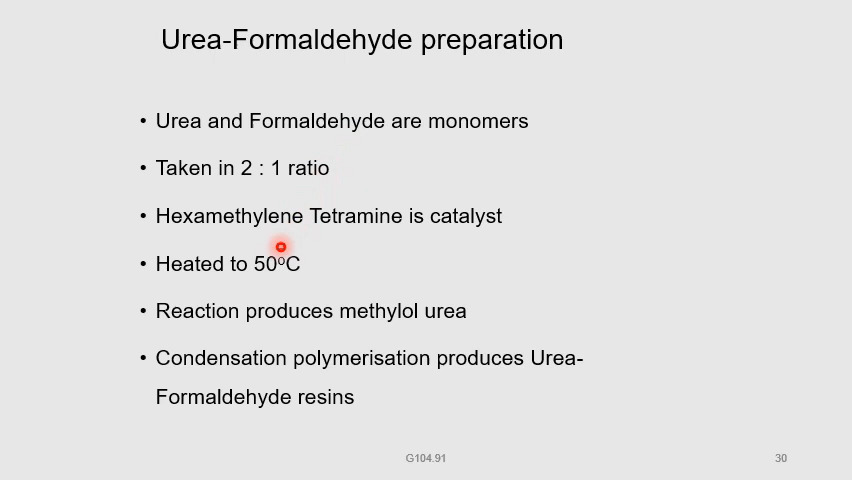 Urea-Formaldehyde preparation
• Urea and Formaldehyde are monomers
• Taken in 2 : 1 ratio
• Hexamethylene Tetramine is catalyst
• Heated to 50⁰C
• Reaction produces methylol urea
• Condensation polymerisation produces Urea-
Formaldehyde resins
G104.91
30